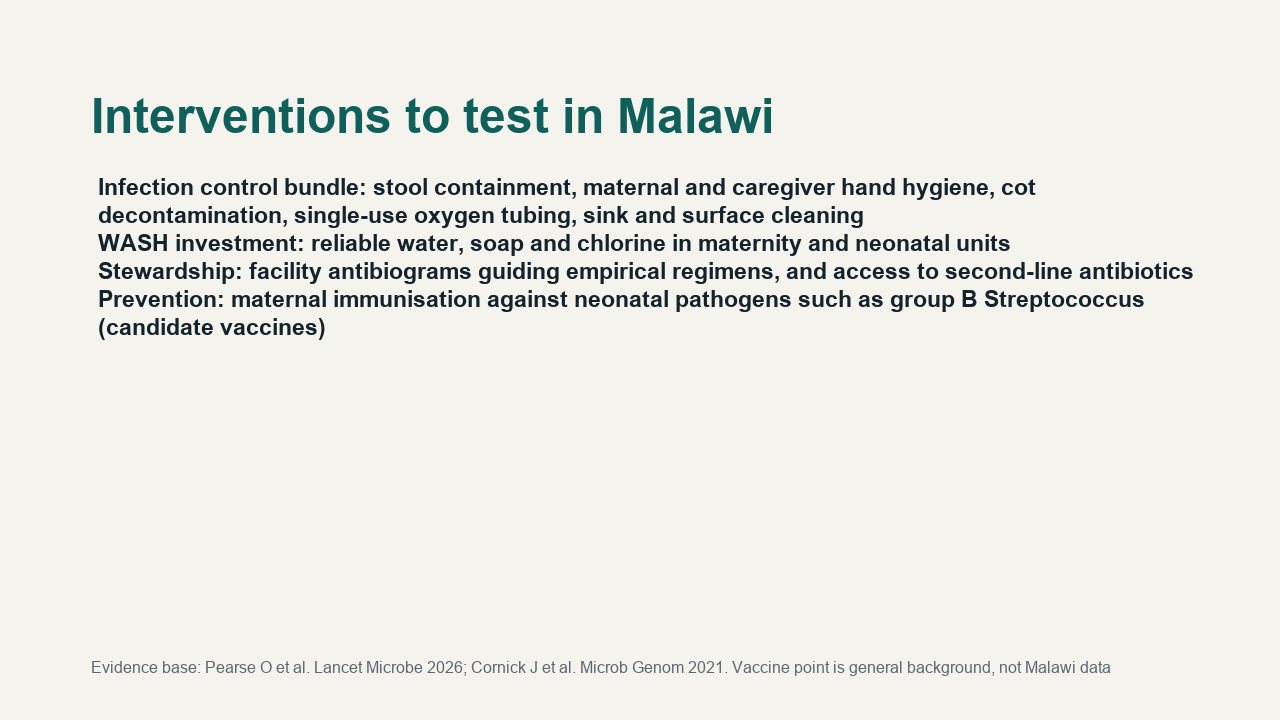 Interventions to test in Malawi
Infection control bundle: stool containment, maternal and caregiver hand hygiene, cot
decontamination, single-use oxygen tubing, sink and surface cleaning
WASH investment: reliable water, soap and chlorine in maternity and neonatal units
Stewardship: facility antibiograms guiding empirical regimens, and access to second-line antibiotics
Prevention: maternal immunisation against neonatal pathogens such as group B Streptococcus
(candidate vaccines)
Evidence base: Pearse O et al. Lancet Microbe 2026; Cornick J et al. Microb Genom 2021. Vaccine point is general background, not Malawi data